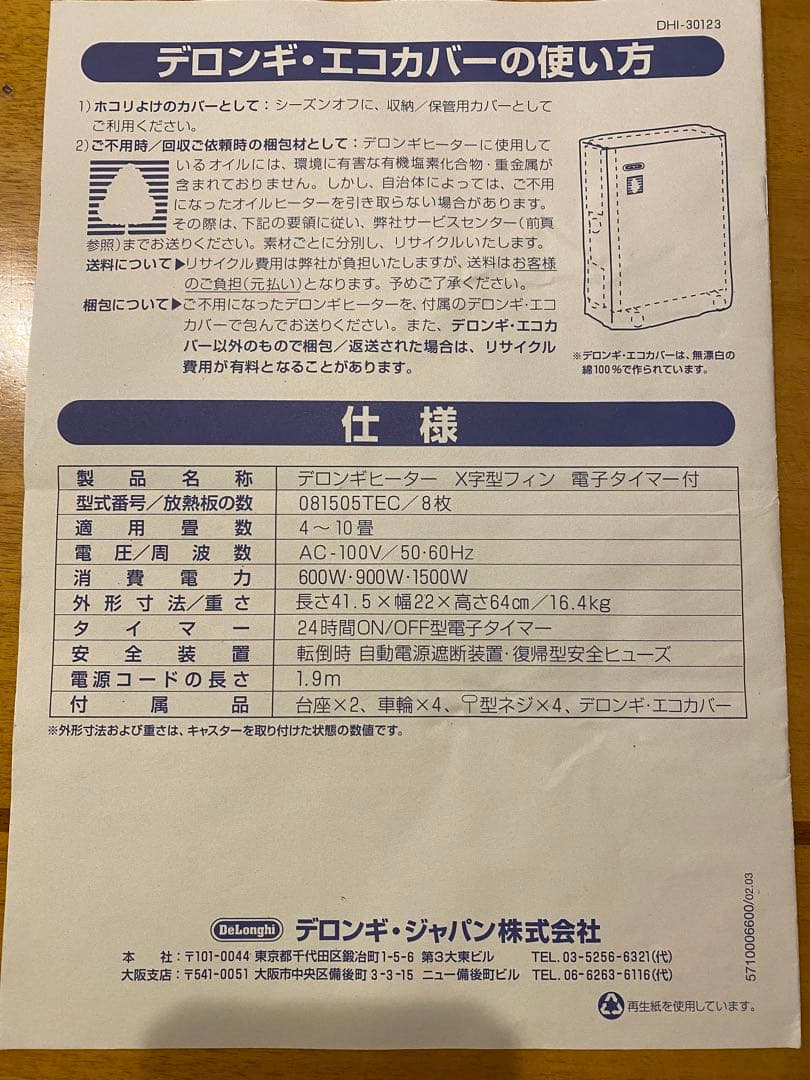 DHI-30123
デロンギ・エコカバーの使い方
1)ホコリよけのカバーとして：シーズンオフに、収納／保管用カバーとして
ご利用ください。
2)ご不用時／回収ご依頼時の梱包材として：デロンギヒーターに使用して
いるオイルには、環境に有害な有機塩素化合物・重金属が
含まれておりません。しかし、自治体によっては、ご不用
になったオイルヒーターを引き取らない場合があります。
その際は、下記の要領に従い、弊社サービスセンター(前頁
参照)までお送りください。素材ごとに分別し、リサイクルいたします。
送料について▶リサイクル費用は弊社が負担いたしますが、送料はお客様
のご負担(元払い)となります。予めご了承ください。
梱包について▶ご不用になったデロンギヒーターを、付属のデロンギ・エコ
カバーで包んでお送りください。また、デロンギ・エコカ
バー以外のもので梱包／返送された場合は、リサイクル
費用が有料となることがあります。
※デロンギ・エコカバーは、無漂白の
綿100％で作られています。
仕様
製品名称 デロンギヒーター X字型フィン 電子タイマー付
型式番号/放熱板の数 081505TEC／8枚
適用畳数 4～10畳
電圧/周波数 AC-100V／50・60Hz
消費電力 600W・900W・1500W
外形寸法/重さ 長さ41.5×幅22×高さ64㎝／16.4kg
タイマー 24時間ON/OFF型電子タイマー
安全装置 転倒時 自動電源遮断装置・復帰型安全ヒューズ
電源コードの長さ 1.9m
付属品 台座×2、車輪×4、型ネジ×4、デロンギ・エコカバー
※外形寸法および重さは、キャスターを取り付けた状態の数値です。
DeLonghi デロンギ・ジャパン株式会社
本社：〒101-0044 東京都千代田区鍛冶町1-5-6 第3大東ビル TEL.03-5256-6321(代)
大阪支店：〒541-0051 大阪市中央区備後町3-3-15 ニュー備後町ビル TEL.06-6263-6116(代)
再生紙を使用しています。
5710006600/02.03